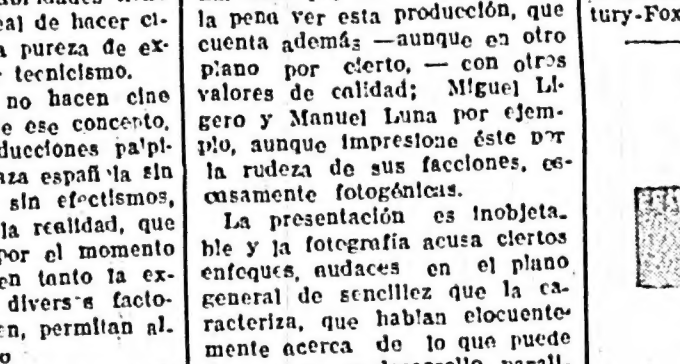 eal de hacer ci-
a pureza de ex-
tecnicismo.
no hacen cine
e ese concepto.
ducciones palpi-
aza española sin
sin efectismos,
la realidad, que
por el momento
en tanto la ex-
diversas facto-
en, permitan al-
o
la pena ver esta producción, que
cuenta además —aunque en otro
plano por cierto, — con otros
valores de calidad; Miguel Li-
gero y Manuel Luna por ejem-
plo, aunque impresione éste por
la rudeza de sus facciones, es-
casamente fotogénicas.
La presentación es inobjeta-
ble y la fotografía acusa ciertos
enfoques, audaces en el plano
general de sencillez que la ca-
racteriza, que hablan elocuente-
mente acerca de lo que puede
tury-Fox